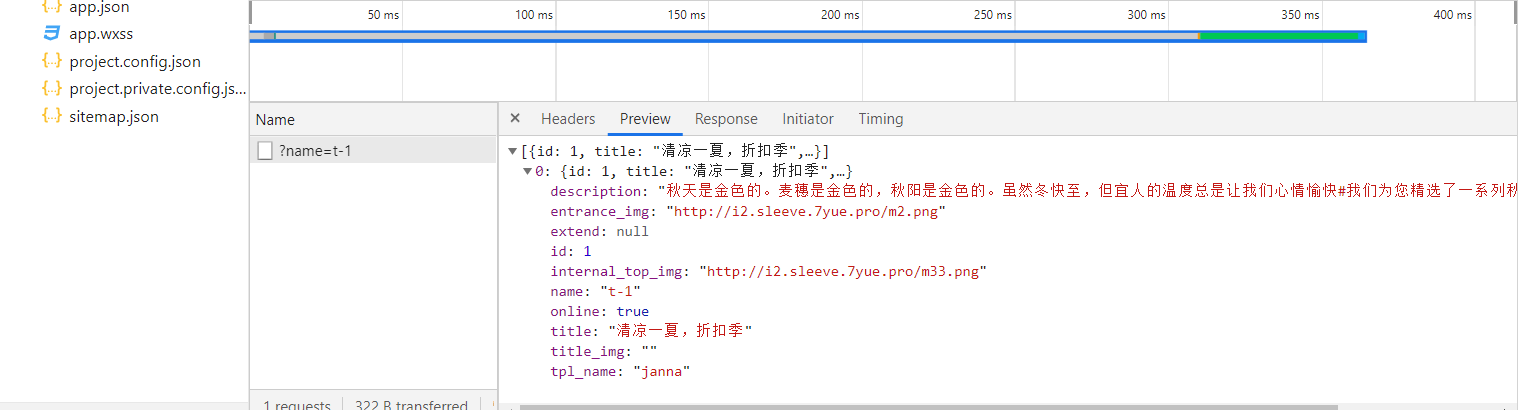 app.json
app.wxss
project.config.json
project.private.config.js...
sitemap.json
50 ms
100 ms
150 ms
200 ms
250 ms
300 ms
350 ms
400 ms
Name
?name=t-1
1 requests
322 B transferred
× Headers Preview Response Initiator Timing
▼[{id: 1, title: "清凉一夏，折扣季",…}]
▼0: {id: 1, title: "清凉一夏，折扣季",…}
description: "秋天是金色的。麦穗是金色的，秋阳是金色的。虽然冬快至，但宜人的温度总是让我们心情愉快#我们为您精选了一系列秋
entrance_img: "http://i2.sleeve.7yue.pro/m2.png"
extend: null
id: 1
internal_top_img: "http://i2.sleeve.7yue.pro/m33.png"
name: "t-1"
online: true
title: "清凉一夏，折扣季"
title_img: ""
tpl_name: "janna"